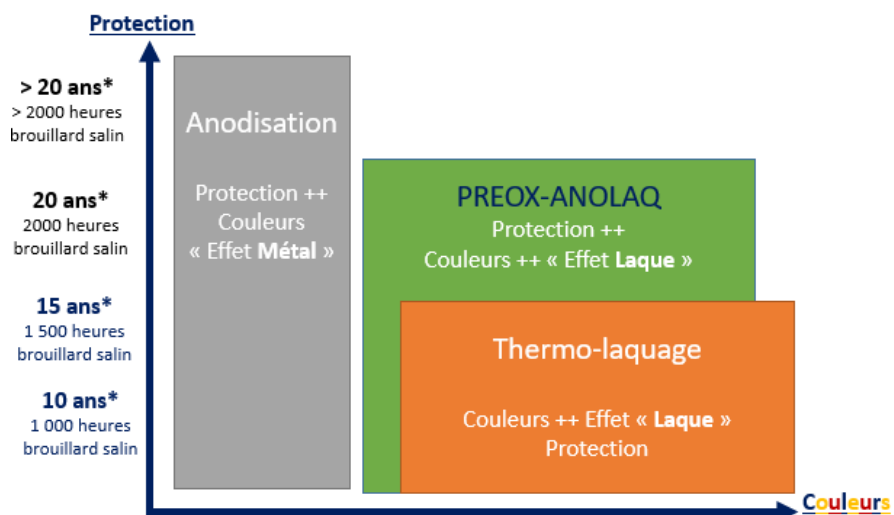 Protection
> 20 ans*
> 2000 heures
brouillard salin
20 ans*
2000 heures
brouillard salin
15 ans*
1 500 heures
brouillard salin
10 ans*
1 000 heures
brouillard salin
Anodisation
Protection ++
Couleurs
« Effet Métal »
PREOX-ANOLAQ
Protection ++
Couleurs ++ « Effet Laque »
Thermo-laquage
Couleurs ++ Effet « Laque »
Protection
Couleurs